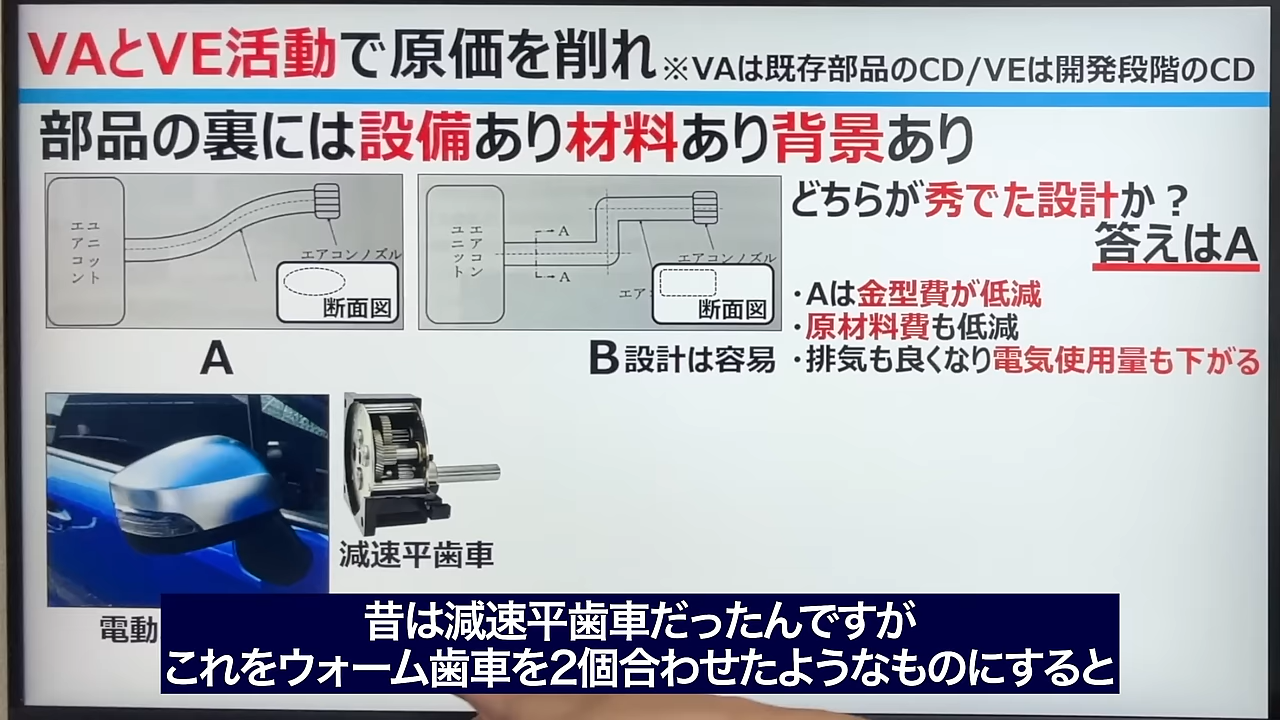 VAとVE活動で原価を削れ ※VAは既存部品のCD/VEは開発段階のCD
部品の裏には設備あり材料あり背景あり
エアコン
ユニット
エアコンノズル
断面図
A
エアコン
ユニット
A
A
エアコンノズル
エア
断面図
B 設計は容易
どちらが秀でた設計か？
答えはA
・Aは金型費が低減
・原材料費も低減
・排気も良くなり電気使用量も下がる
減速平歯車
電動
昔は減速平歯車だったんですが
これをウォーム歯車を2個合わせたようなものにすると